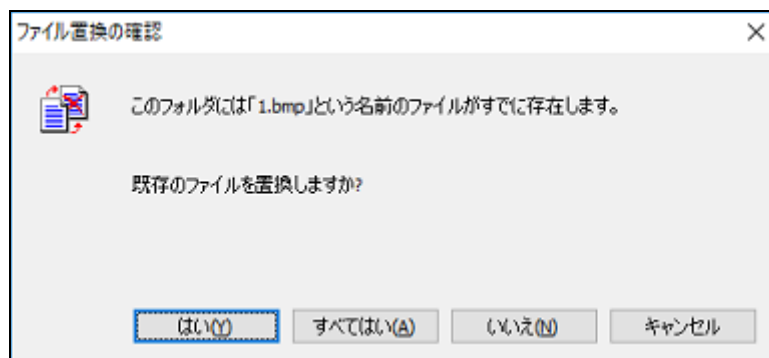 ファイル置換の確認
このフォルダには「1.bmp」という名前のファイルがすでに存在します。
既存のファイルを置換しますか?
はい(Y) すべてはい(A) いいえ(N) キャンセル